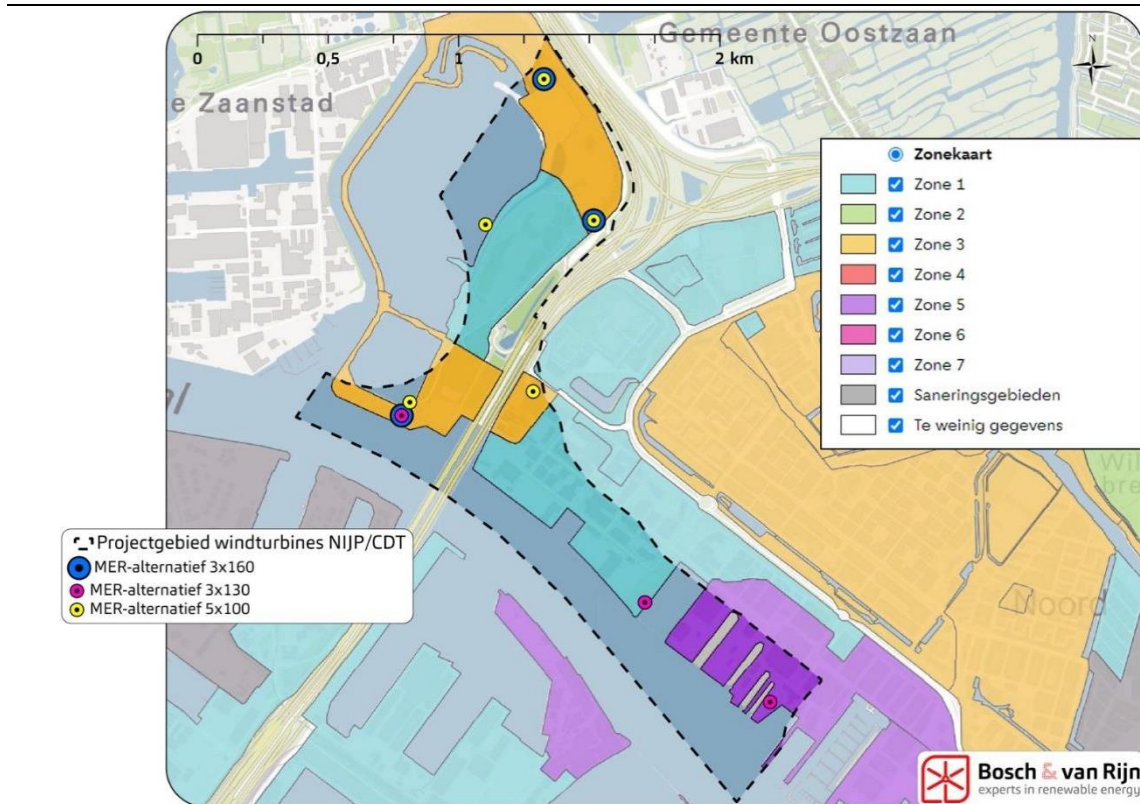 Gemeente Oostzaan
N
0
0,5
1
2 km
e Zaanstad
Zonekaart
Zone 1
Zone 2
Zone 3
Zone 4
Zone 5
Zone 6
Zone 7
Saneringsgebieden
Te weinig gegevens
Projectgebied windturbines NIJP/CDT
MER-alternatief 3x160
MER-alternatief 3x130
MER-alternatief 5x100
Noord
Bosch & van Rijn
experts in renewable energy